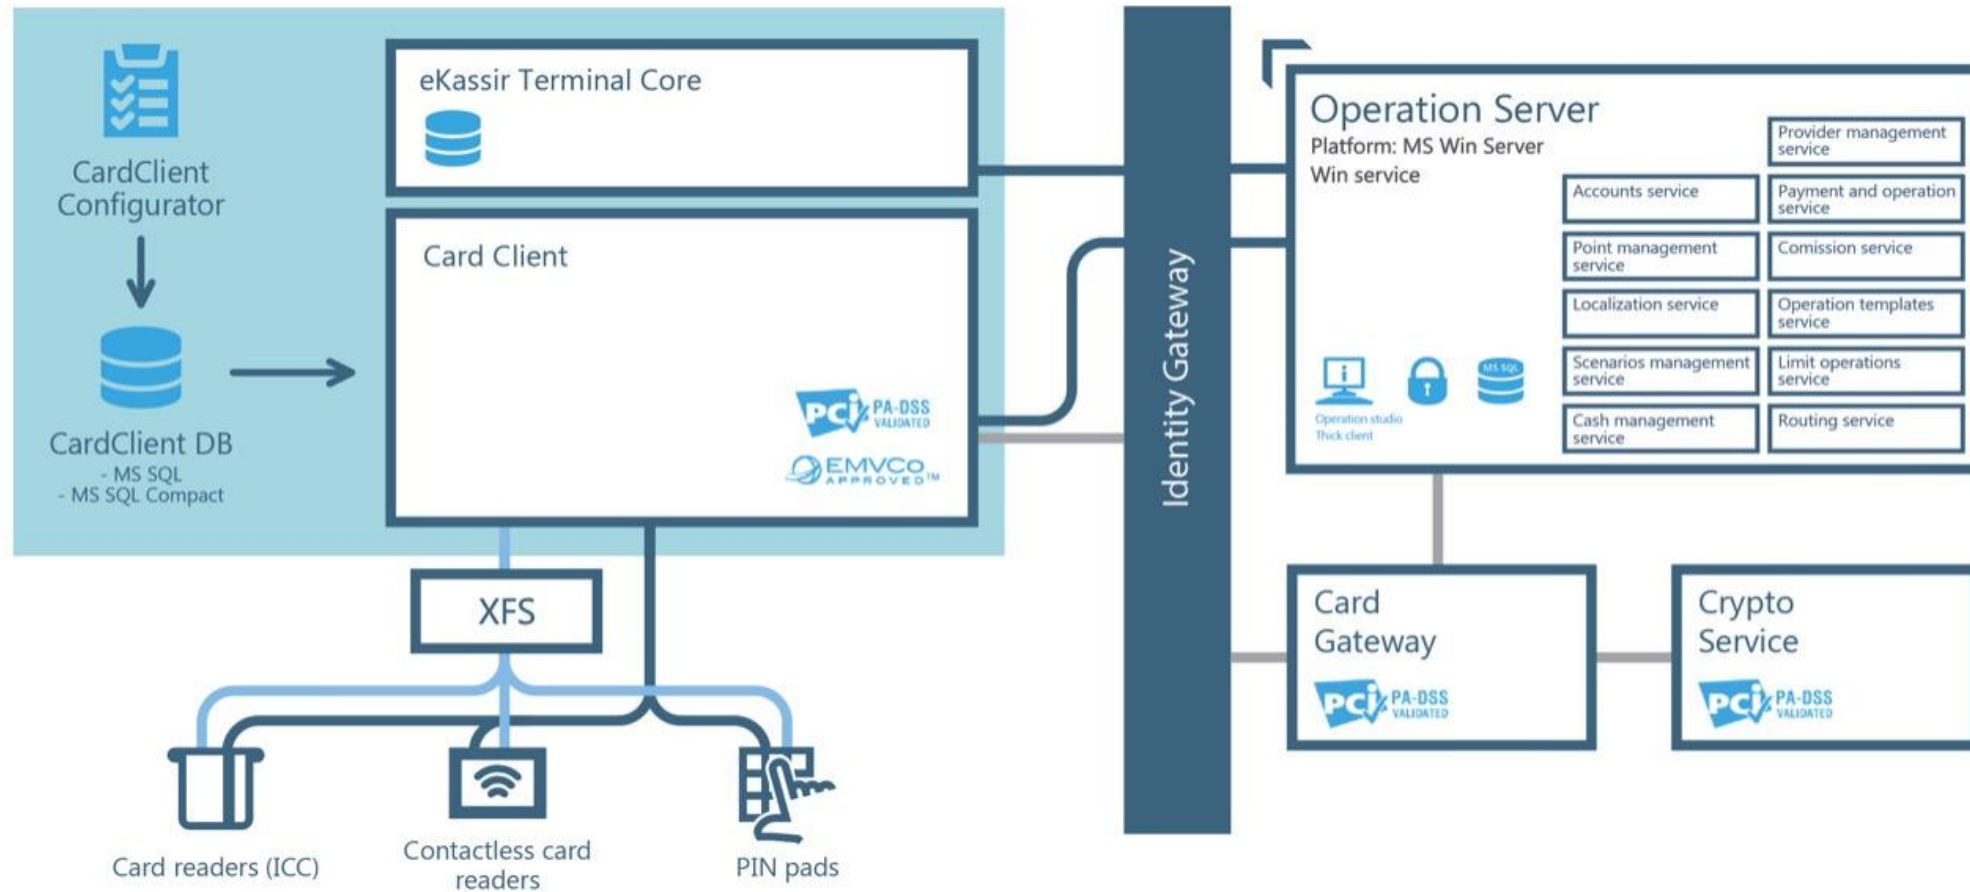 CardClient
Configurator
CardClient DB
- MS SQL
- MS SQL Compact
eKassir Terminal Core
Card Client
PCI PA-DSS
VALIDATED
EMVCo
APPROVED™
XFS
Card readers (ICC)
Contactless card
readers
PIN pads
Identity Gateway
Operation Server
Platform: MS Win Server
Win service
Operation studio
Thick client
MS SQL
Accounts service
Point management
service
Localization service
Scenarios management
service
Cash management
service
Provider management
service
Payment and operation
service
Comission service
Operation templates
service
Limit operations
service
Routing service
Card
Gateway
PCI PA-DSS
VALIDATED
Crypto
Service
PCI PA-DSS
VALIDATED